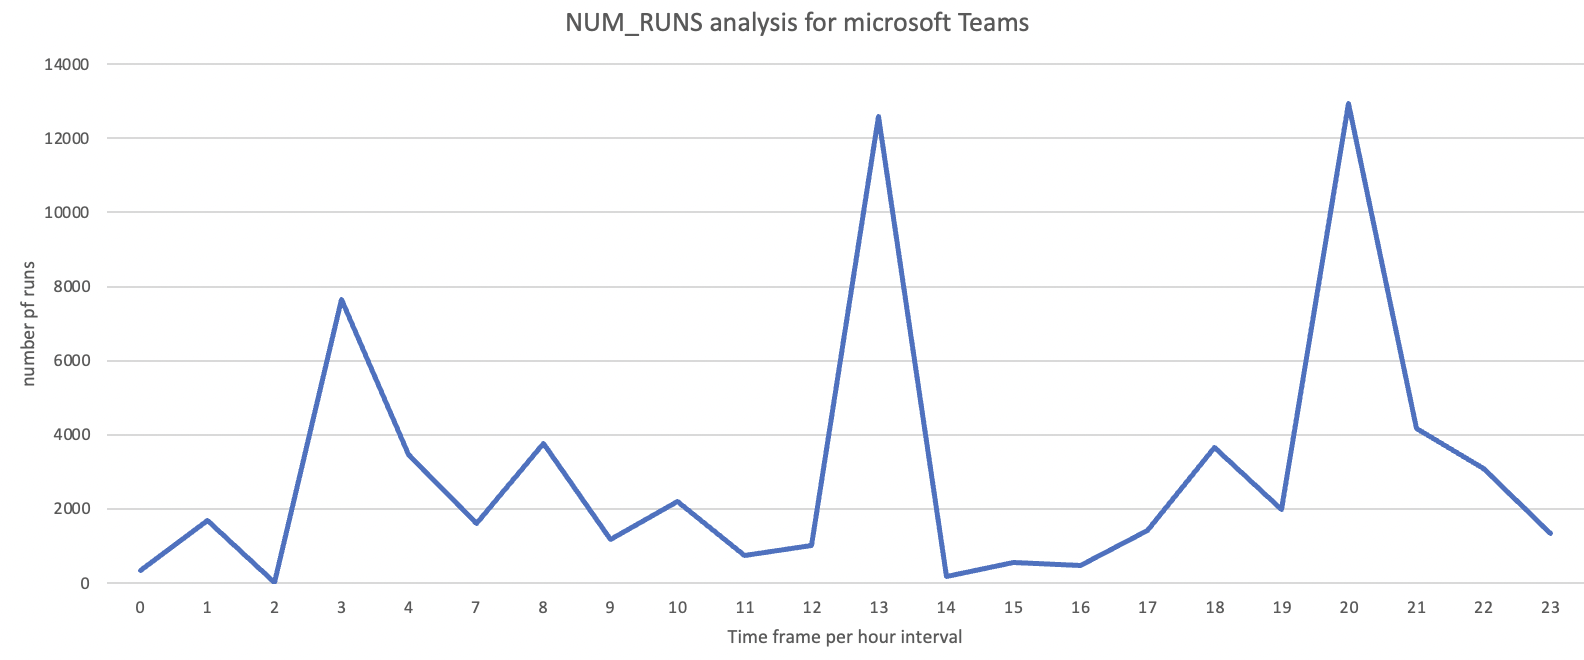 NUM_RUNS analysis for microsoft Teams
14000
12000
10000
8000
6000
4000
2000
0
number pf runs
0 1 2 3 4 7 8 9 10 11 12 13 14 15 16 17 18 19 20 21 22 23
Time frame per hour interval